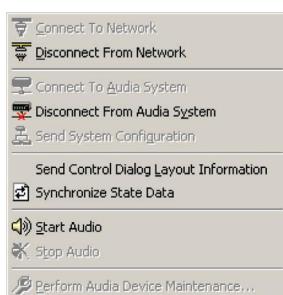 Connect To Network
Disconnect From Network
Connect To Audia System
Disconnect From Audia System
Send System Configuration
Send Control Dialog Layout Information
Synchronize State Data
Start Audio
Stop Audio
Perform Audia Device Maintenance...